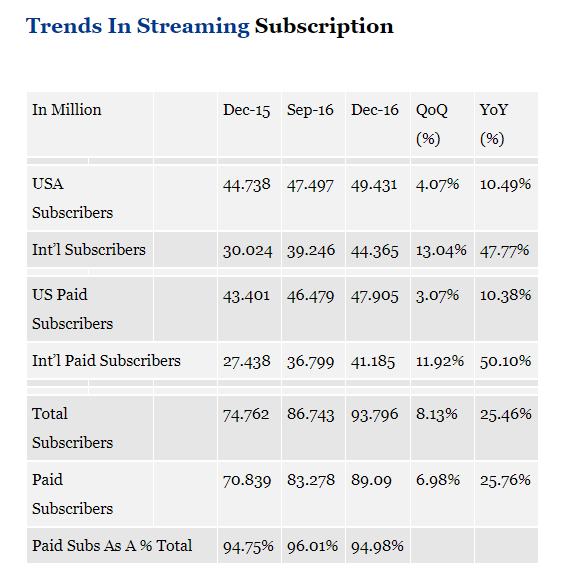 Trends In Streaming Subscription
In Million Dec-15 Sep-16 Dec-16 QoQ YoY
(%) (%)
USA 44.738 47.497 49.431 4.07% 10.49%
Subscribers
Int'l Subscribers 30.024 39.246 44.365 13.04% 47.77%
US Paid 43.401 46.479 47.905 3.07% 10.38%
Subscribers
Int'l Paid Subscribers 27.438 36.799 41.185 11.92% 50.10%
Total 74.762 86.743 93.796 8.13% 25.46%
Subscribers
Paid 70.839 83.278 89.09 6.98% 25.76%
Subscribers
Paid Subs As A % Total 94.75% 96.01% 94.98%